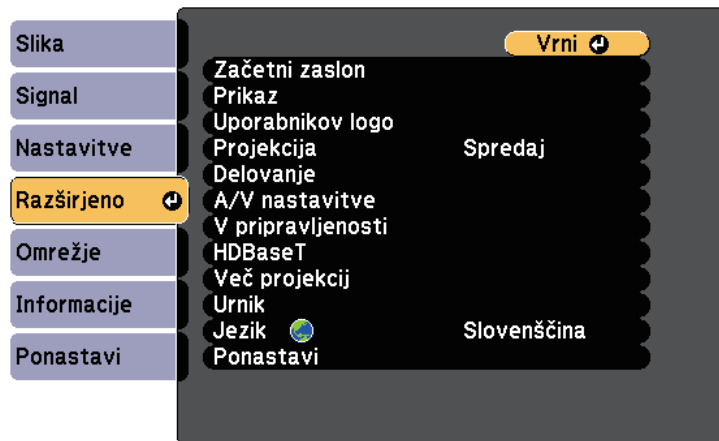 Slika
Signal
Nastavitve
Razširjeno
Omrežje
Informacije
Ponastavi
Vrni
Začetni zaslon
Prikaz
Uporabnikov logo
Projekcija Spredaj
Delovanje
A/V nastavitve
V pripravljenosti
HDBaseT
Več projekcij
Urnik
Jezik Slovenščina
Ponastavi